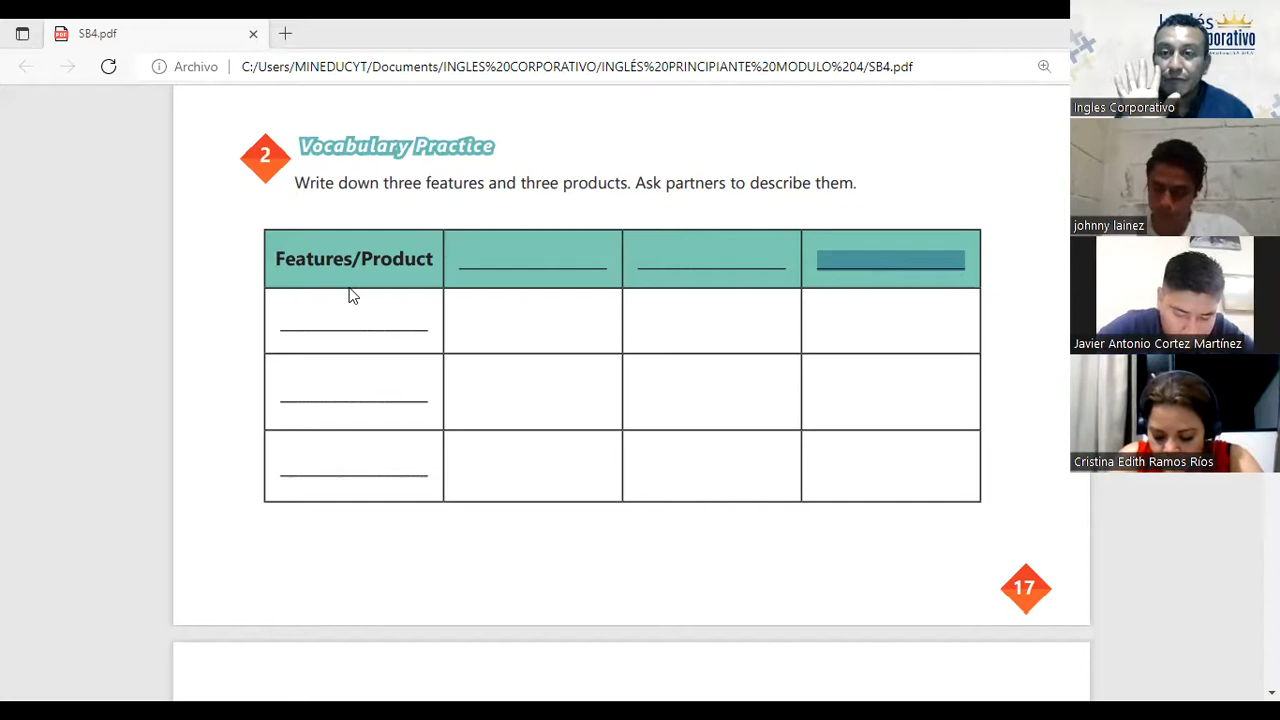 SB4.pdf
Archivo
C:/Users/MINEDUCYT/Documents/INGLES%20CORPORATIVO/INGLÉS%20PRINCIPIANTE%20MODULO%204/SB4.pdf
2
Vocabulary Practice
Write down three features and three products. Ask partners to describe them.
Features/Product
17
Ingles Corporativo
johnny lainez
Javier Antonio Cortez Martínez
Cristina Edith Ramos Ríos